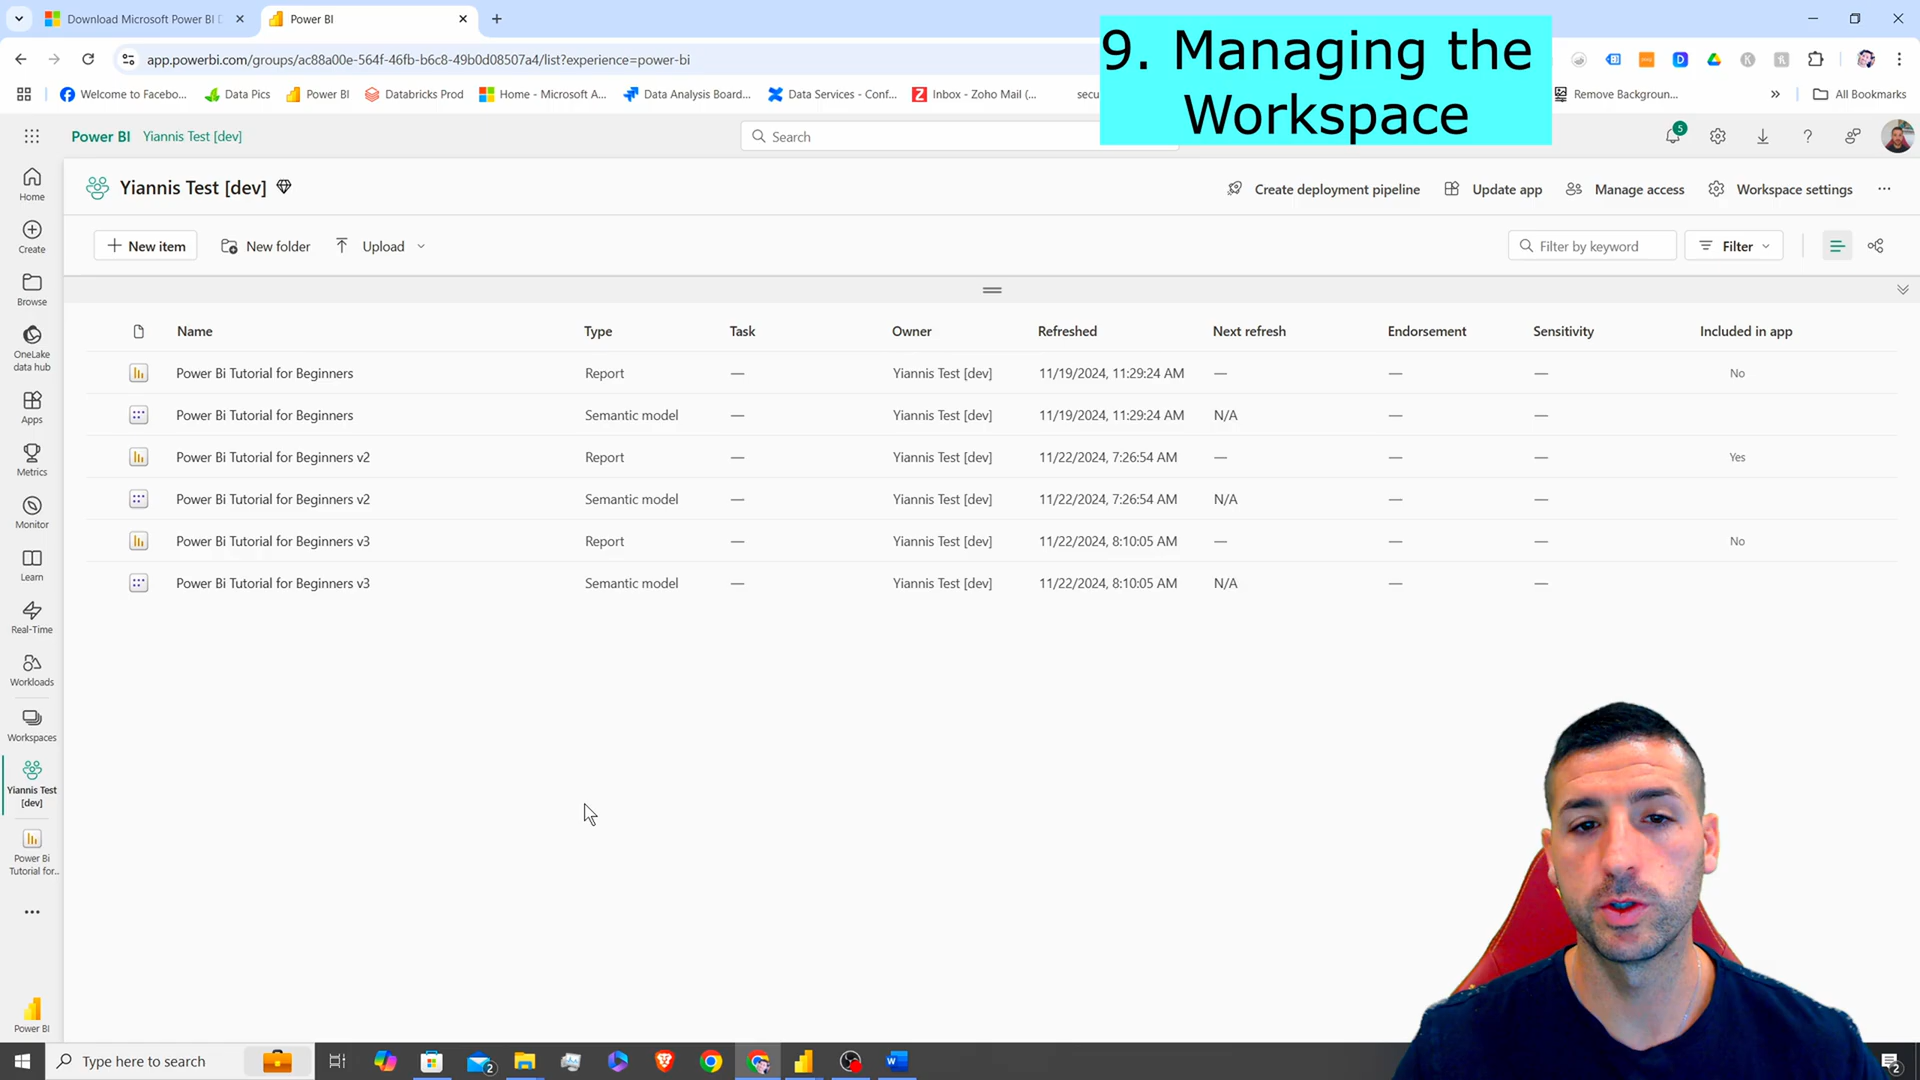 Download Microsoft Power BI D
Power BI
app.powerbi.com/groups/ac88a00e-564f-46fb-b6c8-49b0d08507a4/list?experience=power-bi
9. Managing the
Workspace
Welcome to Facebo...
Data Pics
Power BI
Databricks Prod
Home - Microsoft A...
Data Analysis Board...
Data Services - Conf...
Inbox - Zoho Mail (...
secu
Remove Backgroun...
All Bookmarks
Power BI Yiannis Test [dev]
Search
5
Yiannis Test [dev]
Create deployment pipeline
Update app
Manage access
Workspace settings
New item
New folder
Upload
Filter by keyword
Filter
Name Type Task Owner Refreshed Next refresh Endorsement Sensitivity Included in app
Power Bi Tutorial for Beginners Report — Yiannis Test [dev] 11/19/2024, 11:29:24 AM — — — No
Power Bi Tutorial for Beginners Semantic model — Yiannis Test [dev] 11/19/2024, 11:29:24 AM N/A — —
Power Bi Tutorial for Beginners v2 Report — Yiannis Test [dev] 11/22/2024, 7:26:54 AM — — — Yes
Power Bi Tutorial for Beginners v2 Semantic model — Yiannis Test [dev] 11/22/2024, 7:26:54 AM N/A — —
Power Bi Tutorial for Beginners v3 Report — Yiannis Test [dev] 11/22/2024, 8:10:05 AM — — — No
Power Bi Tutorial for Beginners v3 Semantic model — Yiannis Test [dev] 11/22/2024, 8:10:05 AM N/A — —
Home
Create
Browse
OneLake
data hub
Apps
Metrics
Monitor
Learn
Real-Time
Workloads
Workspaces
Yiannis Test
[dev]
Power Bi
Tutorial for...
Power BI
Type here to search
2
2